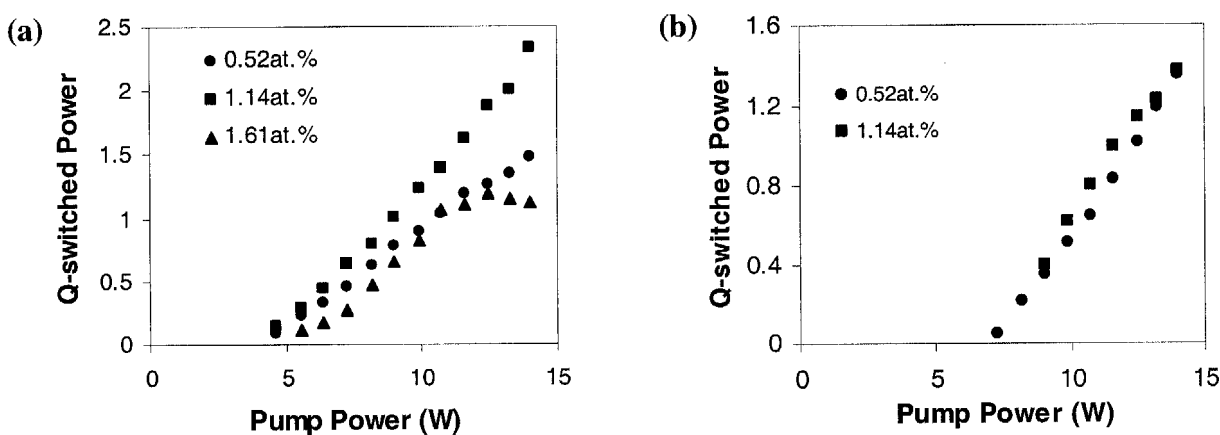 (a)
Q-switched Power
2.5
2
1.5
1
0.5
0
0.52at.%
1.14at.%
1.61at.%
0 5 10 15
Pump Power (W)
(b)
Q-switched Power
1.6
1.2
0.8
0.4
0
0.52at.%
1.14at.%
0 5 10 15
Pump Power (W)